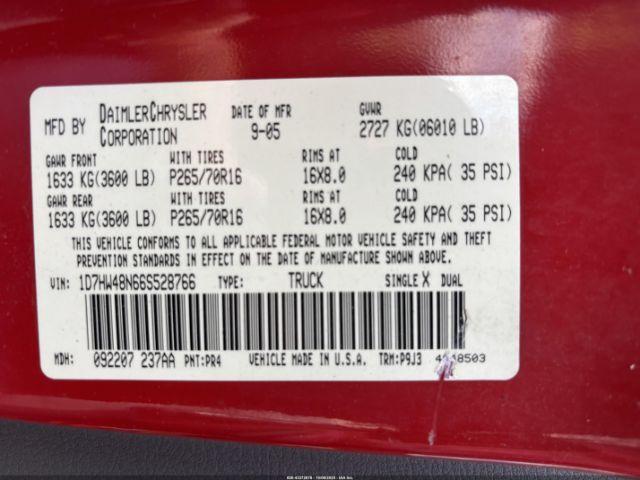 MFD BY DAIMLERCHRYSLER CORPORATION DATE OF MFR 9-05 GVWR 2727 KG(06010 LB)
GAWR FRONT WITH TIRES RIMS AT COLD
1633 KG(3600 LB) P265/70R16 16X8.0 240 KPA( 35 PSI)
GAWR REAR WITH TIRES RIMS AT COLD
1633 KG(3600 LB) P265/70R16 16X8.0 240 KPA( 35 PSI)
THIS VEHICLE CONFORMS TO ALL APPLICABLE FEDERAL MOTOR VEHICLE SAFETY AND THEFT
PREVENTION STANDARDS IN EFFECT ON THE DATE OF MANUFACTURE SHOWN ABOVE.
VIN: 1D7HW48N66S528766 TYPE: TRUCK SINGLE X DUAL
MDH: 092207 237AA PNT:PR4 VEHICLE MADE IN U.S.A. TRM:P9J3